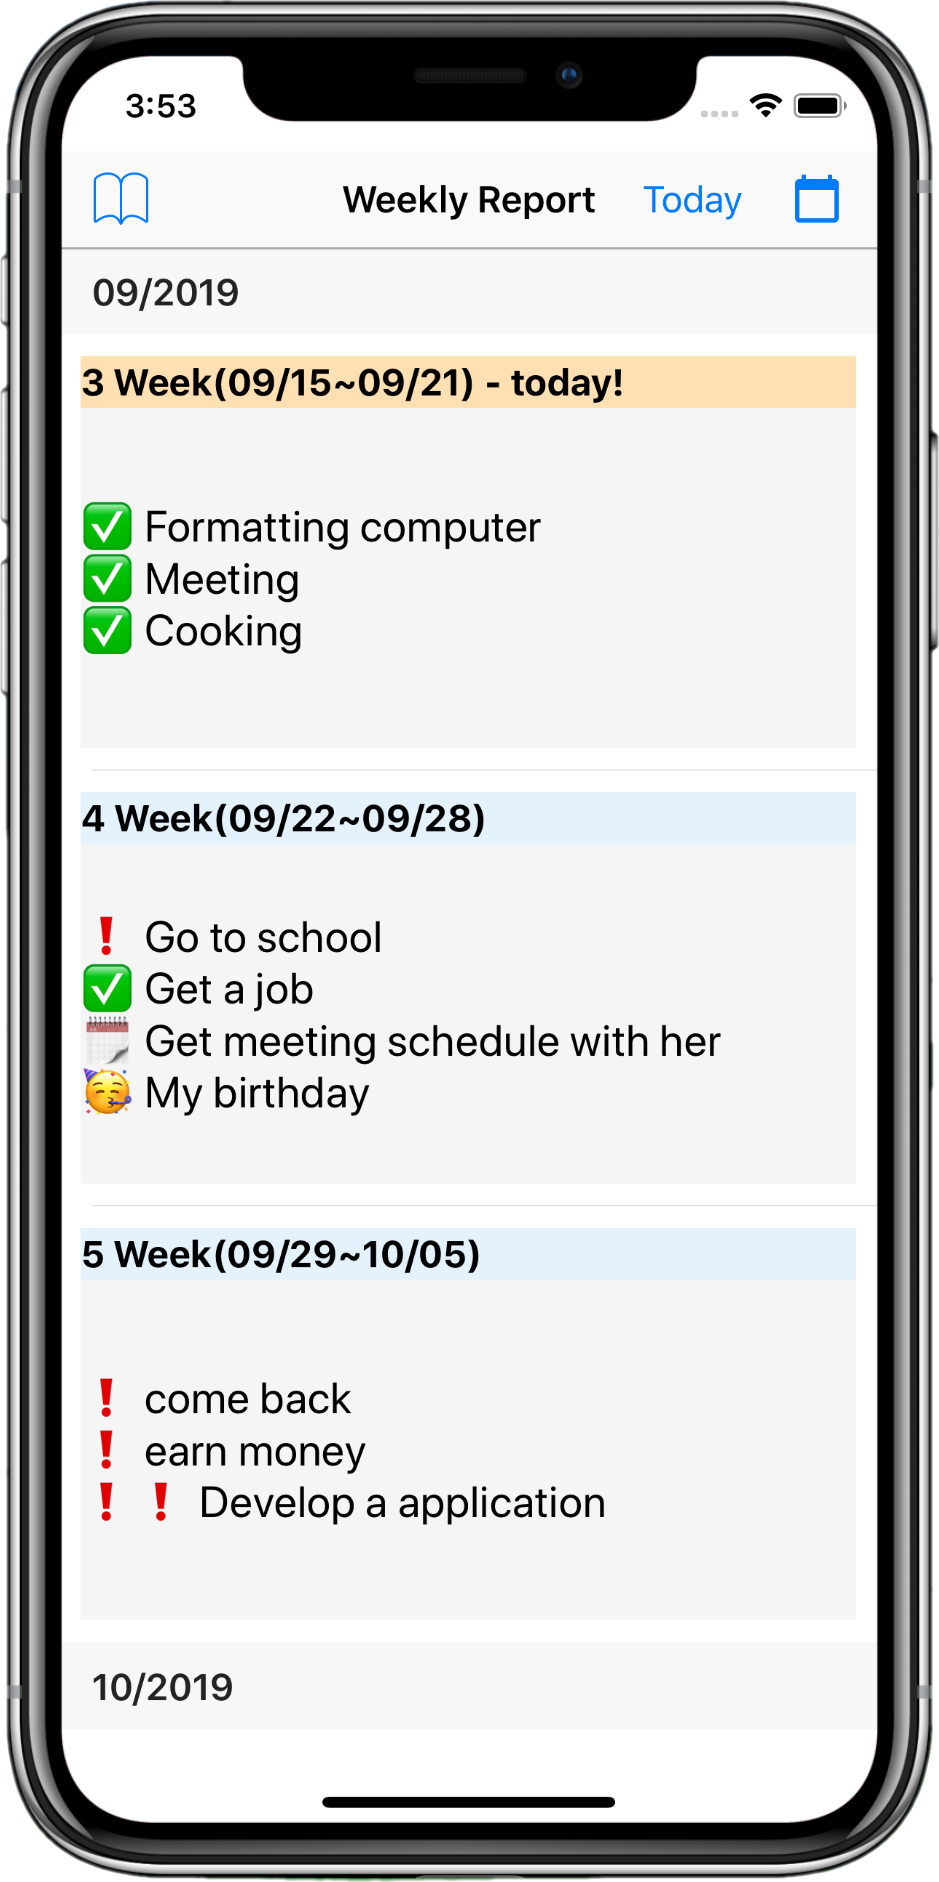 3:53
Weekly Report Today
09/2019
3 Week(09/15~09/21) - today!
✅ Formatting computer
✅ Meeting
✅ Cooking
4 Week(09/22~09/28)
❗ Go to school
✅ Get a job
🗓 Get meeting schedule with her
🥳 My birthday
5 Week(09/29~10/05)
❗ come back
❗ earn money
❗❗ Develop a application
10/2019